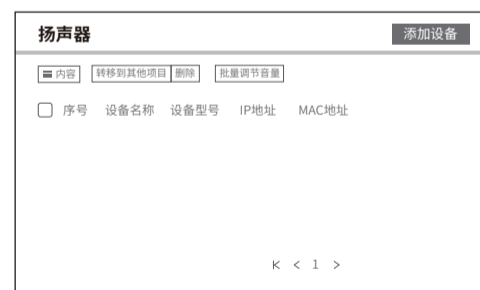 扬声器 添加设备
内容 转移到其他项目 删除 批量调节音量
序号 设备名称 设备型号 IP地址 MAC地址
K < 1 >